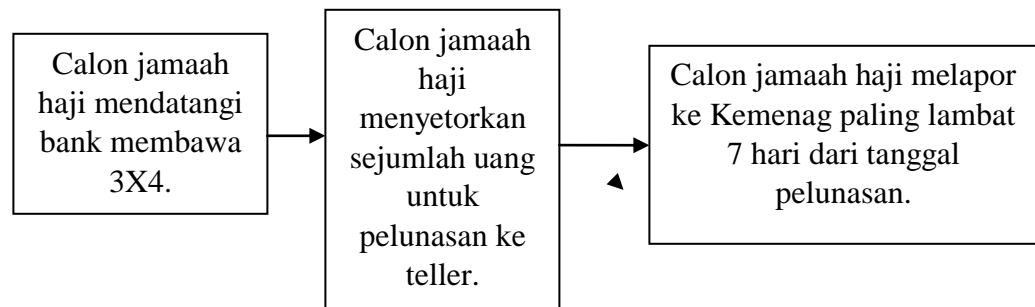 Calon jamaah
haji mendatangi
bank membawa
3X4.
Calon jamaah
haji
menyetorkan
sejumlah uang
untuk
pelunasan ke
teller.
Calon jamaah haji melapor
ke Kemenag paling lambat
7 hari dari tanggal
pelunasan.